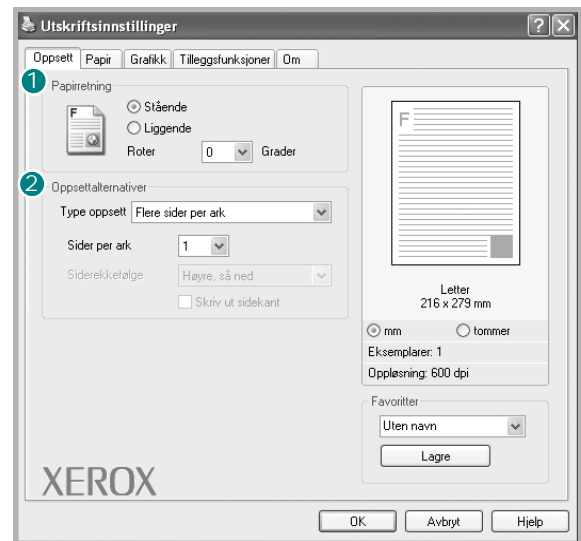 Utskriftsinnstillinger
Oppsett Papir Grafikk Tilleggsfunksjoner Om
1 Papirretning
F
Stående
Liggende
Roter 0 Grader
2 Oppsettalternativer
Type oppsett Flere sider per ark
Sider per ark 1
Siderekkefølge Høyre, så ned
Skriv ut sidekant
F
Letter
216 x 279 mm
mm tommer
Eksemplarer: 1
Oppløsning: 600 dpi
Favoritter
Uten navn
Lagre
XEROX
OK Avbryt Hjelp